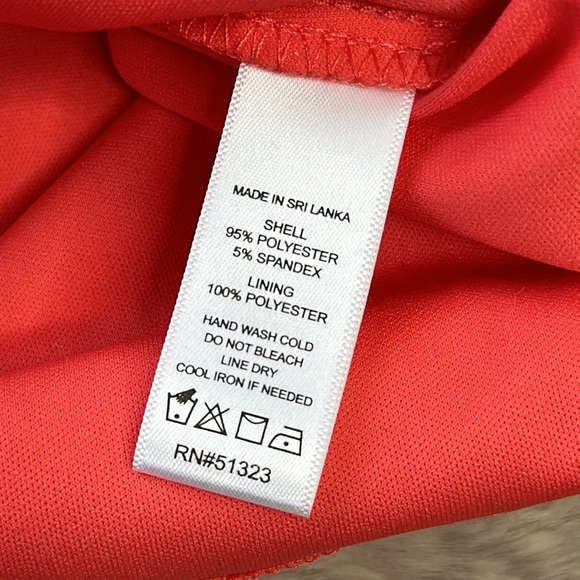 MADE IN SRI LANKA
SHELL
95% POLYESTER
5% SPANDEX
LINING
100% POLYESTER
HAND WASH COLD
DO NOT BLEACH
LINE DRY
COOL IRON IF NEEDED
RN#51323